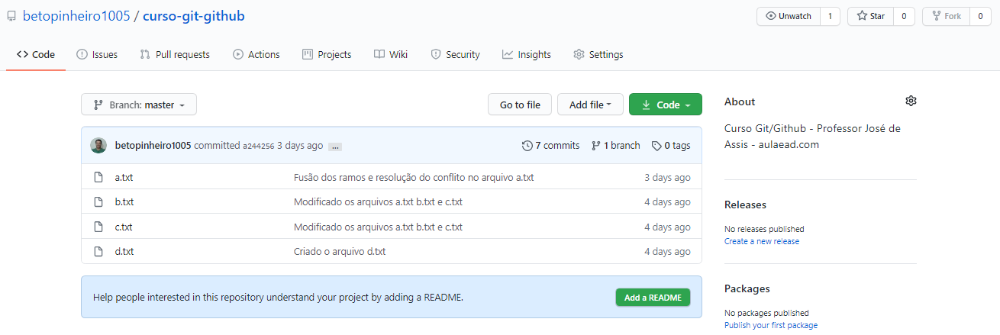 betopinheiro1005 / curso-git-github
Unwatch 1 Star 0 Fork 0
Code Issues Pull requests Actions Projects Wiki Security Insights Settings
Branch: master Go to file Add file Code
betopinheiro1005 committed a244256 3 days ago ... 7 commits 1 branch 0 tags
a.txt Fusão dos ramos e resolução do conflito no arquivo a.txt 3 days ago
b.txt Modificado os arquivos a.txt b.txt e c.txt 4 days ago
c.txt Modificado os arquivos a.txt b.txt e c.txt 4 days ago
d.txt Criado o arquivo d.txt 4 days ago
Help people interested in this repository understand your project by adding a README. Add a README
About
Curso Git/Github - Professor José de
Assis - aulaead.com
Releases
No releases published
Create a new release
Packages
No packages published
Publish your first package